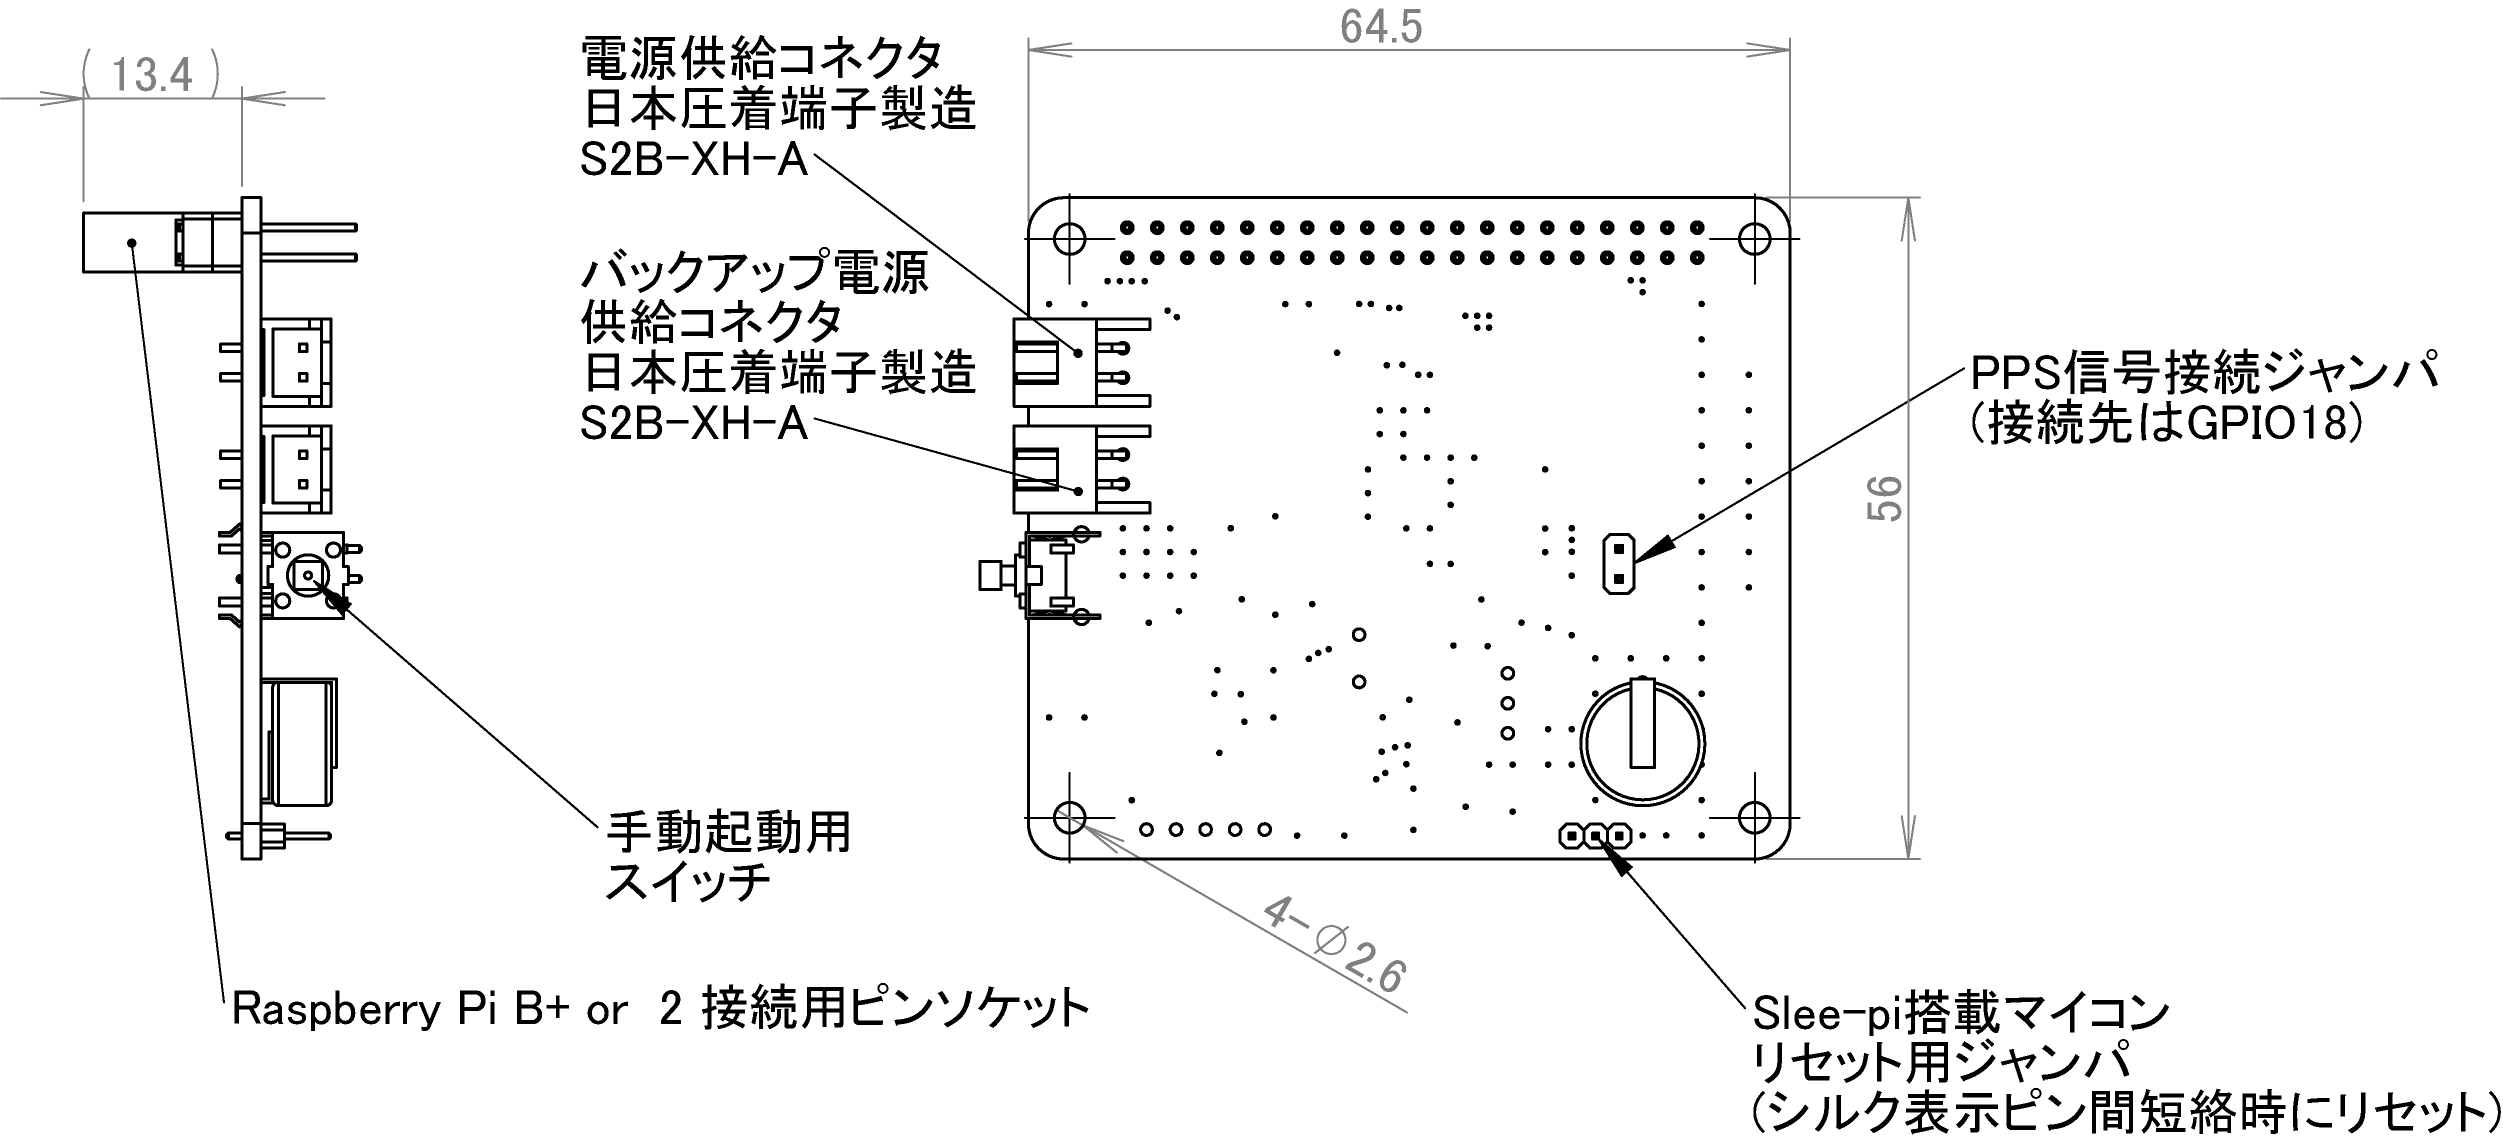 64.5
(13.4)
電源供給コネクタ
日本圧着端子製造
S2B-XH-A
バックアップ電源
供給コネクタ
日本圧着端子製造
S2B-XH-A
PPS信号接続ジャンパ
(接続先はGPIO18)
56
手動起動用
スイッチ
4-∅2.6
Raspberry Pi B+ or 2 接続用ピンソケット
Slee-pi搭載マイコン
リセット用ジャンパ
(シルク表示ピン間短絡時にリセット)